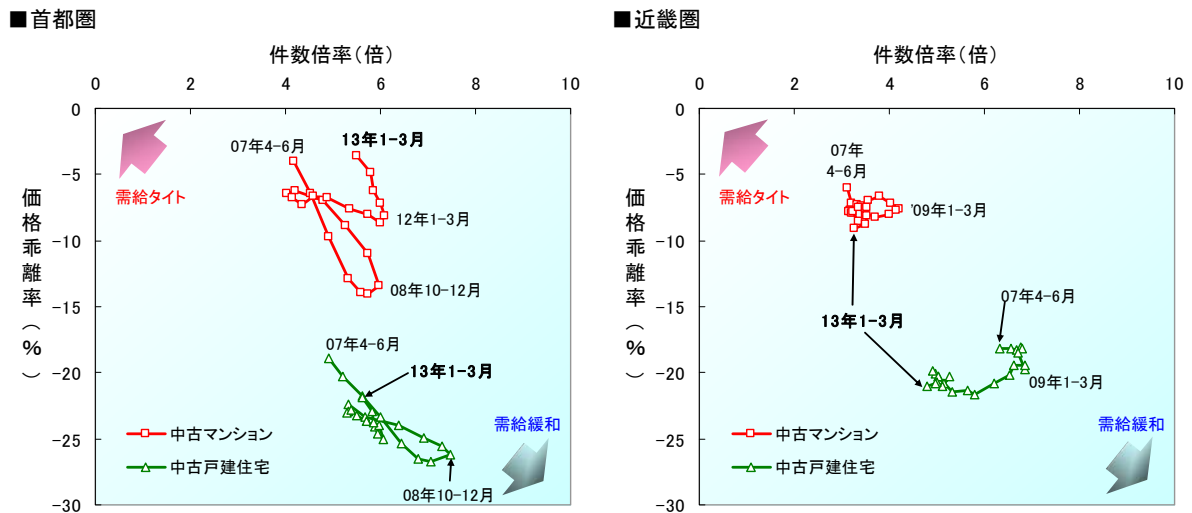 ■首都圏
件数倍率(倍)
0 2 4 6 8 10
価格乖離率(%)
0
-5
-10
-15
-20
-25
-30
需給タイト
07年4-6月
13年1-3月
12年1-3月
08年10-12月
07年4-6月
13年1-3月
08年10-12月
需給緩和
中古マンション
中古戸建住宅
■近畿圏
件数倍率(倍)
0 2 4 6 8 10
価格乖離率(%)
0
-5
-10
-15
-20
-25
-30
需給タイト
07年
4-6月
'09年1-3月
13年1-3月
07年4-6月
09年1-3月
需給緩和
中古マンション
中古戸建住宅